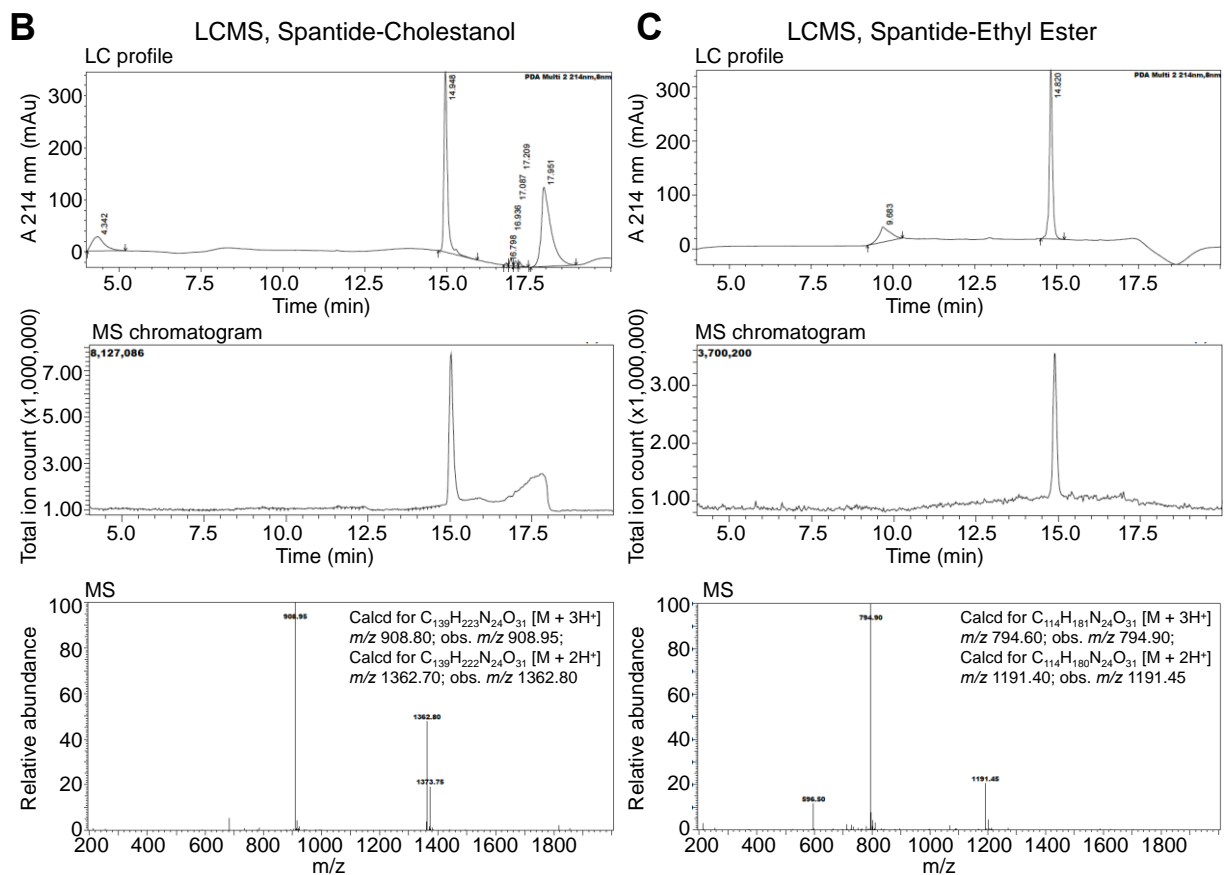 B
LCMS, Spantide-Cholestanol
LC profile
PDA Multi 2 214nm,8nm
A 214 nm (mAu)
300
200
100
0
4.342
14.948
16.798
16.936
17.087
17.209
17.951
5.0 7.5 10.0 12.5 15.0 17.5
Time (min)
MS chromatogram
8,127,086
Total ion count (x1,000,000)
7.00
5.00
3.00
1.00
5.0 7.5 10.0 12.5 15.0 17.5
Time (min)
MS
Relative abundance
100
80
60
40
20
0
908.95
1362.80
1373.75
Calcd for C₁₃₉H₂₂₃N₂₄O₃₁ [M + 3H⁺]
m/z 908.80; obs. m/z 908.95;
Calcd for C₁₃₉H₂₂₂N₂₄O₃₁ [M + 2H⁺]
m/z 1362.70; obs. m/z 1362.80
200 400 600 800 1000 1200 1400 1600 1800 2000
m/z
C
LCMS, Spantide-Ethyl Ester
LC profile
PDA Multi 2 214nm,8nm
A 214 nm (mAu)
300
200
100
0
9.683
14.820
5.0 7.5 10.0 12.5 15.0 17.5
Time (min)
MS chromatogram
3,700,200
Total ion count (x1,000,000)
3.00
2.00
1.00
5.0 7.5 10.0 12.5 15.0 17.5
Time (min)
MS
Relative abundance
100
80
60
40
20
0
596.50
794.90
1191.45
Calcd for C₁₁₄H₁₈₁N₂₄O₃₁ [M + 3H⁺]
m/z 794.60; obs. m/z 794.90;
Calcd for C₁₁₄H₁₈₀N₂₄O₃₁ [M + 2H⁺]
m/z 1191.40; obs. m/z 1191.45
200 400 600 800 1000 1200 1400 1600 1800 2000
m/z